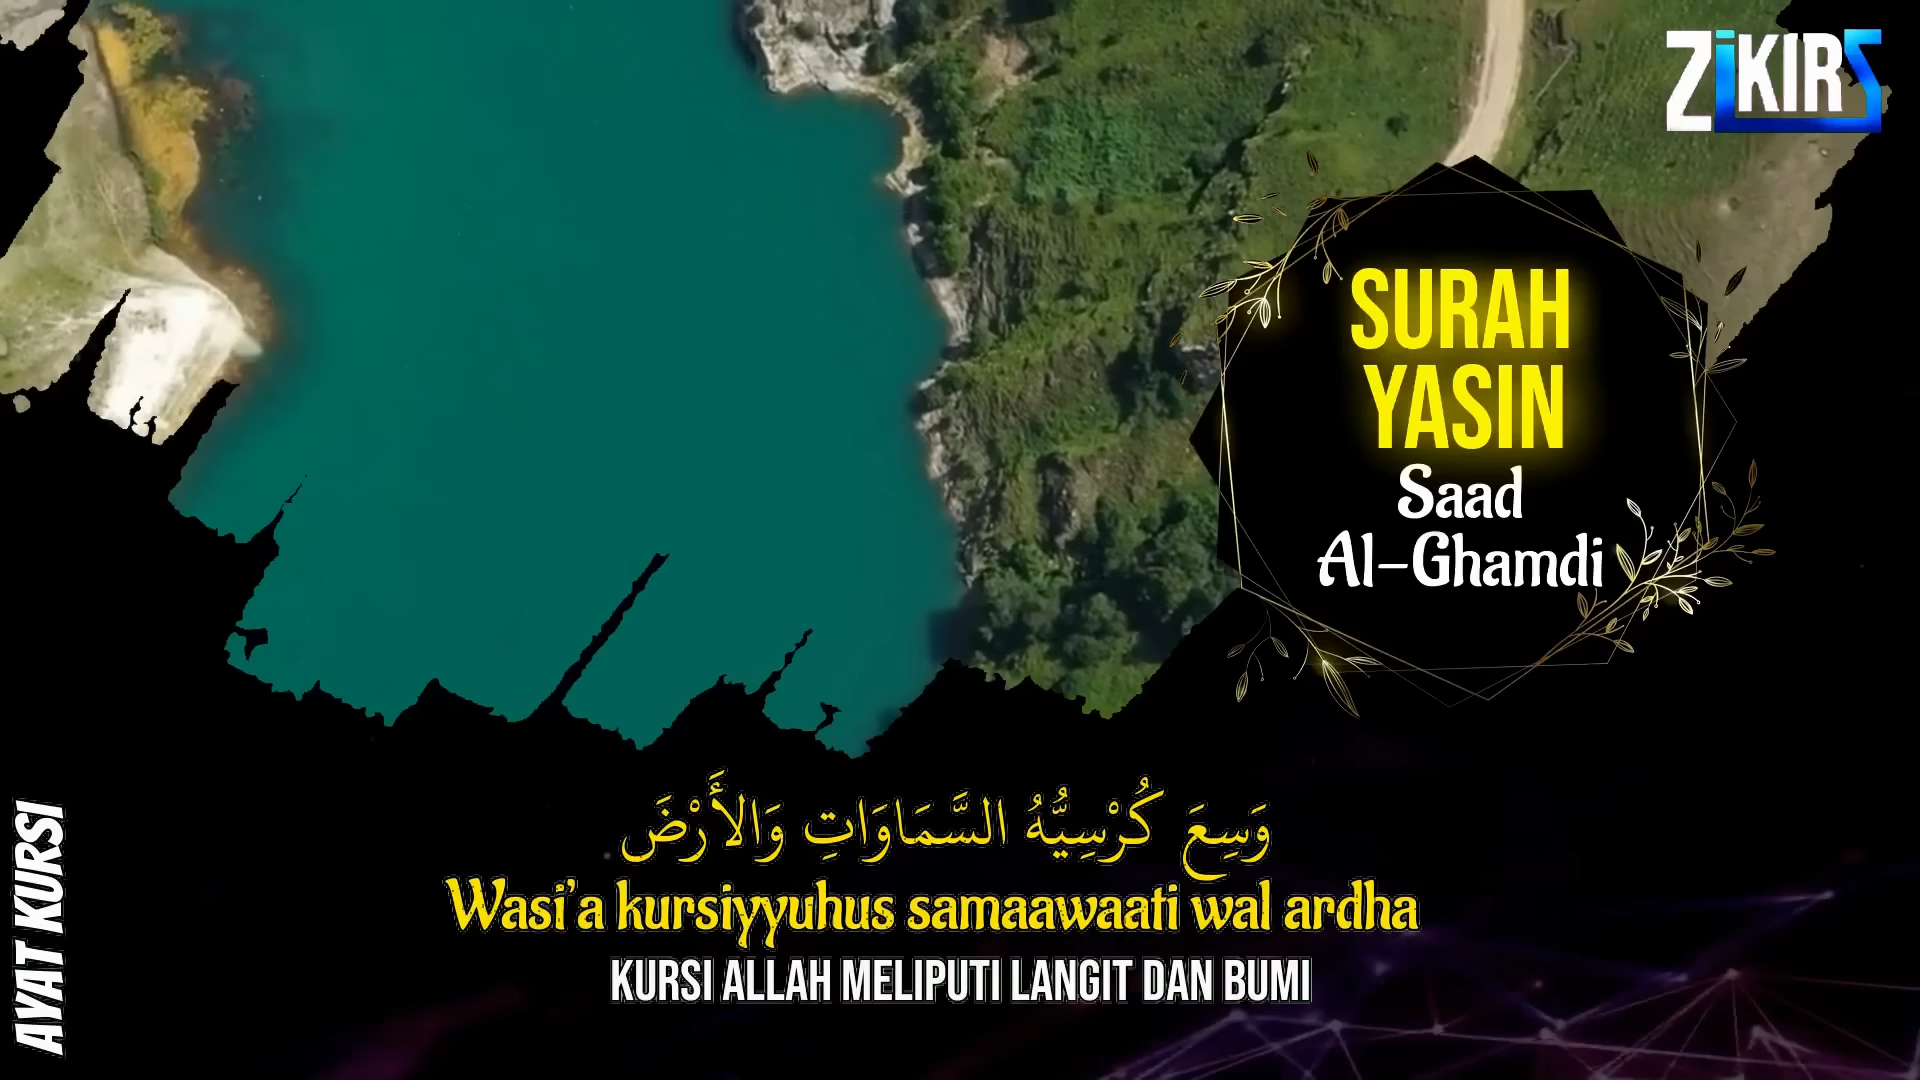 ZiKIRS
SURAH
YASIN
Saad
Al-Ghamdi
وَسِعَ كُرْسِيُّهُ السَّمَاوَاتِ وَالأَرْضَ
Wasi'a kursiyyuhus samaawaati wal ardha
KURSI ALLAH MELIPUTI LANGIT DAN BUMI
AYAT KURSI